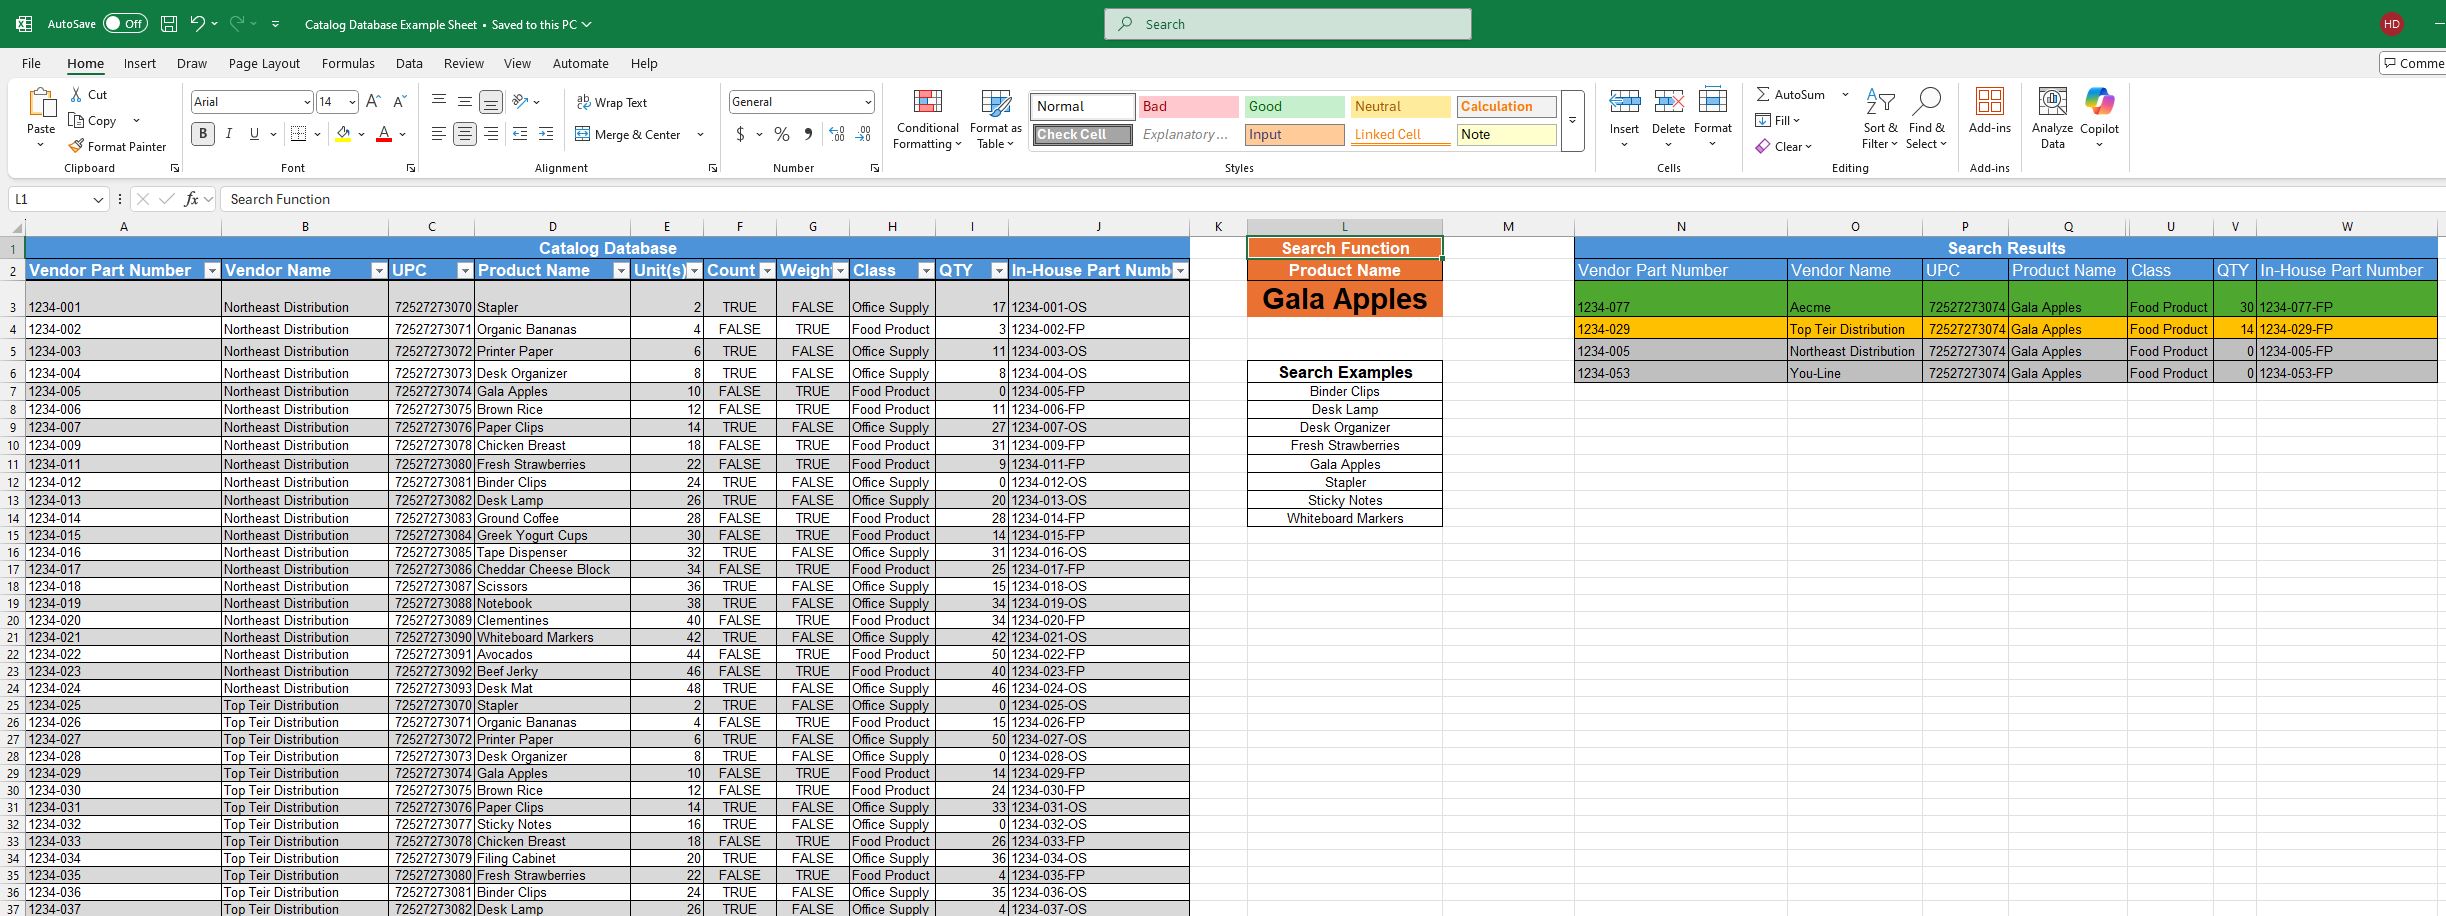 AutoSave Off Catalog Database Example Sheet • Saved to this PC Search HD
File Home Insert Draw Page Layout Formulas Data Review View Automate Help Comme
Paste Cut Copy Format Painter Clipboard
Arial 14 A A B I U A Font
ab Wrap Text Merge & Center Alignment
General $ % 9 .00 Number
Conditional Formatting Format as Table
Normal Bad Good Neutral Calculation
Check Cell Explanatory... Input Linked Cell Note
Styles
Insert Delete Format Cells
AutoSum Fill Clear Sort & Filter Find & Select Editing
Add-ins Add-ins
Analyze Data Copilot
L1 fx Search Function
A B C D E F G H I J K L M N O P Q U V W
1 Catalog Database Search Function Search Results
2 Vendor Part Number Vendor Name UPC Product Name Unit(s) Count Weigh Class QTY In-House Part Numb Product Name Vendor Part Number Vendor Name UPC Product Name Class QTY In-House Part Number
3 1234-001 Northeast Distribution 72527273070 Stapler 2 TRUE FALSE Office Supply 17 1234-001-OS Gala Apples 1234-077 Aecme 72527273074 Gala Apples Food Product 30 1234-077-FP
4 1234-002 Northeast Distribution 72527273071 Organic Bananas 4 FALSE TRUE Food Product 3 1234-002-FP 1234-029 Top Teir Distribution 72527273074 Gala Apples Food Product 14 1234-029-FP
5 1234-003 Northeast Distribution 72527273072 Printer Paper 6 TRUE FALSE Office Supply 11 1234-003-OS 1234-005 Northeast Distribution 72527273074 Gala Apples Food Product 0 1234-005-FP
6 1234-004 Northeast Distribution 72527273073 Desk Organizer 8 TRUE FALSE Office Supply 8 1234-004-OS Search Examples 1234-053 You-Line 72527273074 Gala Apples Food Product 0 1234-053-FP
7 1234-005 Northeast Distribution 72527273074 Gala Apples 10 FALSE TRUE Food Product 0 1234-005-FP Binder Clips
8 1234-006 Northeast Distribution 72527273075 Brown Rice 12 FALSE TRUE Food Product 11 1234-006-FP Desk Lamp
9 1234-007 Northeast Distribution 72527273076 Paper Clips 14 TRUE FALSE Office Supply 27 1234-007-OS Desk Organizer
10 1234-009 Northeast Distribution 72527273078 Chicken Breast 18 FALSE TRUE Food Product 31 1234-009-FP Fresh Strawberries
11 1234-011 Northeast Distribution 72527273080 Fresh Strawberries 22 FALSE TRUE Food Product 9 1234-011-FP Gala Apples
12 1234-012 Northeast Distribution 72527273081 Binder Clips 24 TRUE FALSE Office Supply 0 1234-012-OS Stapler
13 1234-013 Northeast Distribution 72527273082 Desk Lamp 26 TRUE FALSE Office Supply 20 1234-013-OS Sticky Notes
14 1234-014 Northeast Distribution 72527273083 Ground Coffee 28 FALSE TRUE Food Product 28 1234-014-FP Whiteboard Markers
15 1234-015 Northeast Distribution 72527273084 Greek Yogurt Cups 30 FALSE TRUE Food Product 14 1234-015-FP
16 1234-016 Northeast Distribution 72527273085 Tape Dispenser 32 TRUE FALSE Office Supply 31 1234-016-OS
17 1234-017 Northeast Distribution 72527273086 Cheddar Cheese Block 34 FALSE TRUE Food Product 25 1234-017-FP
18 1234-018 Northeast Distribution 72527273087 Scissors 36 TRUE FALSE Office Supply 15 1234-018-OS
19 1234-019 Northeast Distribution 72527273088 Notebook 38 TRUE FALSE Office Supply 34 1234-019-OS
20 1234-020 Northeast Distribution 72527273089 Clementines 40 FALSE TRUE Food Product 34 1234-020-FP
21 1234-021 Northeast Distribution 72527273090 Whiteboard Markers 42 TRUE FALSE Office Supply 42 1234-021-OS
22 1234-022 Northeast Distribution 72527273091 Avocados 44 FALSE TRUE Food Product 50 1234-022-FP
23 1234-023 Northeast Distribution 72527273092 Beef Jerky 46 FALSE TRUE Food Product 40 1234-023-FP
24 1234-024 Northeast Distribution 72527273093 Desk Mat 48 TRUE FALSE Office Supply 46 1234-024-OS
25 1234-025 Top Teir Distribution 72527273070 Stapler 2 TRUE FALSE Office Supply 0 1234-025-OS
26 1234-026 Top Teir Distribution 72527273071 Organic Bananas 4 FALSE TRUE Food Product 15 1234-026-FP
27 1234-027 Top Teir Distribution 72527273072 Printer Paper 6 TRUE FALSE Office Supply 50 1234-027-OS
28 1234-028 Top Teir Distribution 72527273073 Desk Organizer 8 TRUE FALSE Office Supply 0 1234-028-OS
29 1234-029 Top Teir Distribution 72527273074 Gala Apples 10 FALSE TRUE Food Product 14 1234-029-FP
30 1234-030 Top Teir Distribution 72527273075 Brown Rice 12 FALSE TRUE Food Product 24 1234-030-FP
31 1234-031 Top Teir Distribution 72527273076 Paper Clips 14 TRUE FALSE Office Supply 33 1234-031-OS
32 1234-032 Top Teir Distribution 72527273077 Sticky Notes 16 TRUE FALSE Office Supply 0 1234-032-OS
33 1234-033 Top Teir Distribution 72527273078 Chicken Breast 18 FALSE TRUE Food Product 26 1234-033-FP
34 1234-034 Top Teir Distribution 72527273079 Filing Cabinet 20 TRUE FALSE Office Supply 36 1234-034-OS
35 1234-035 Top Teir Distribution 72527273080 Fresh Strawberries 22 FALSE TRUE Food Product 4 1234-035-FP
36 1234-036 Top Teir Distribution 72527273081 Binder Clips 24 TRUE FALSE Office Supply 35 1234-036-OS
37 1234-037 Top Teir Distribution 72527273082 Desk Lamp 26 TRUE FALSE Office Supply 4 1234-037-OS